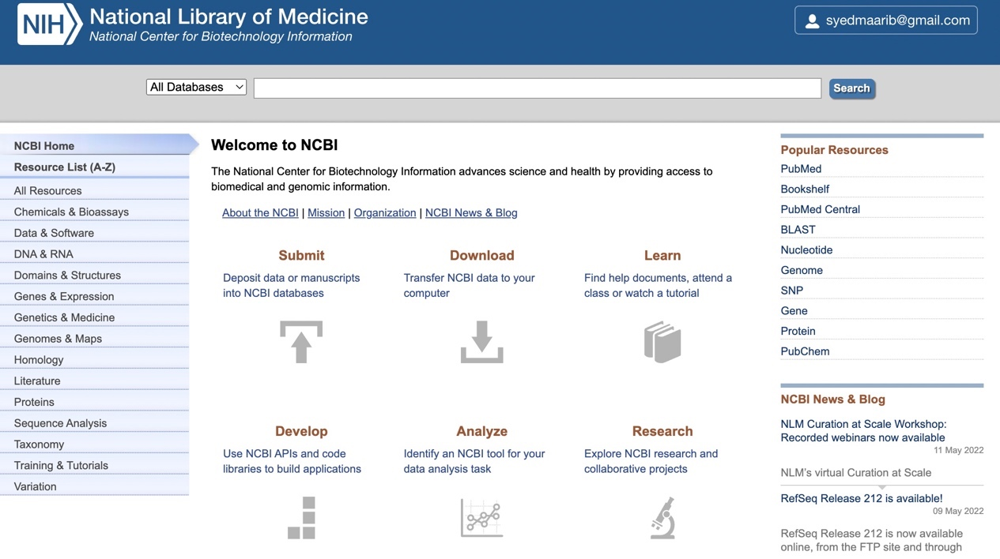 NIH
National Library of Medicine
National Center for Biotechnology Information
syedmaarib@gmail.com
All Databases
Search
NCBI Home
Resource List (A-Z)
All Resources
Chemicals & Bioassays
Data & Software
DNA & RNA
Domains & Structures
Genes & Expression
Genetics & Medicine
Genomes & Maps
Homology
Literature
Proteins
Sequence Analysis
Taxonomy
Training & Tutorials
Variation
Welcome to NCBI
The National Center for Biotechnology Information advances science and health by providing access to
biomedical and genomic information.
About the NCBI | Mission | Organization | NCBI News & Blog
Submit
Deposit data or manuscripts
into NCBI databases
Download
Transfer NCBI data to your
computer
Learn
Find help documents, attend a
class or watch a tutorial
Develop
Use NCBI APIs and code
libraries to build applications
Analyze
Identify an NCBI tool for your
data analysis task
Research
Explore NCBI research and
collaborative projects
Popular Resources
PubMed
Bookshelf
PubMed Central
BLAST
Nucleotide
Genome
SNP
Gene
Protein
PubChem
NCBI News & Blog
NLM Curation at Scale Workshop:
Recorded webinars now available
11 May 2022
NLM's virtual Curation at Scale
RefSeq Release 212 is available!
09 May 2022
RefSeq Release 212 is now available
online, from the FTP site and through